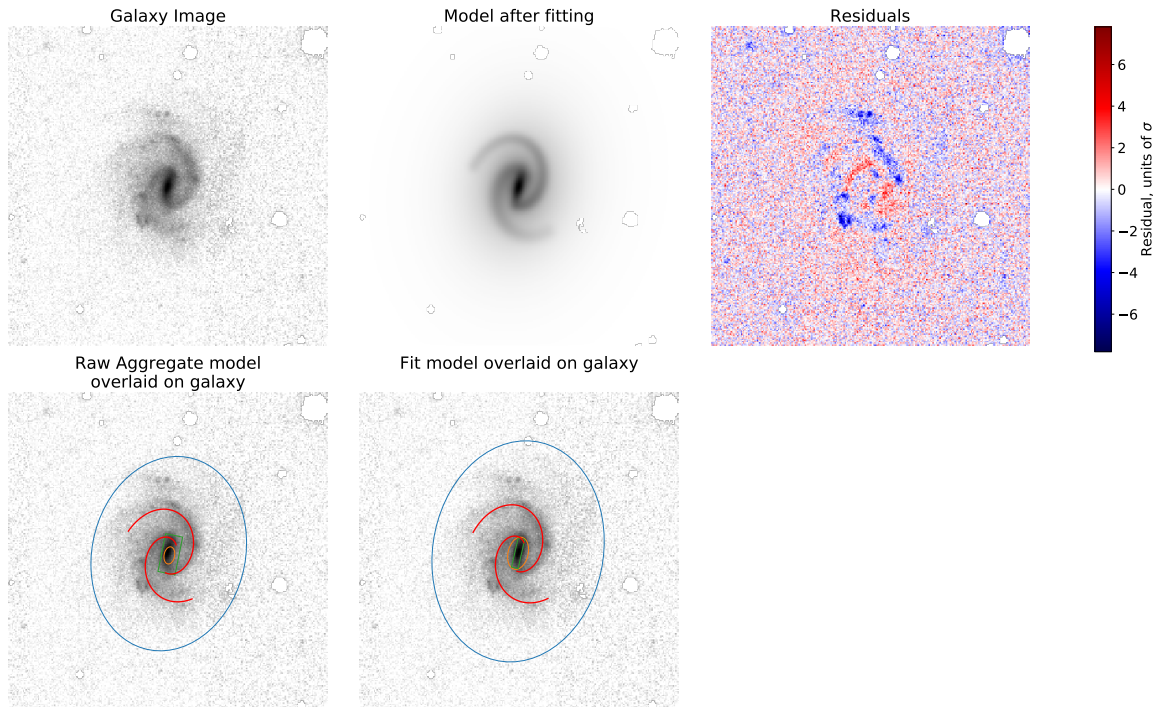 Galaxy Image
Model after fitting
Residuals
6
4
2
0
−2
−4
−6
Residual, units of σ
Raw Aggregate model
overlaid on galaxy
Fit model overlaid on galaxy